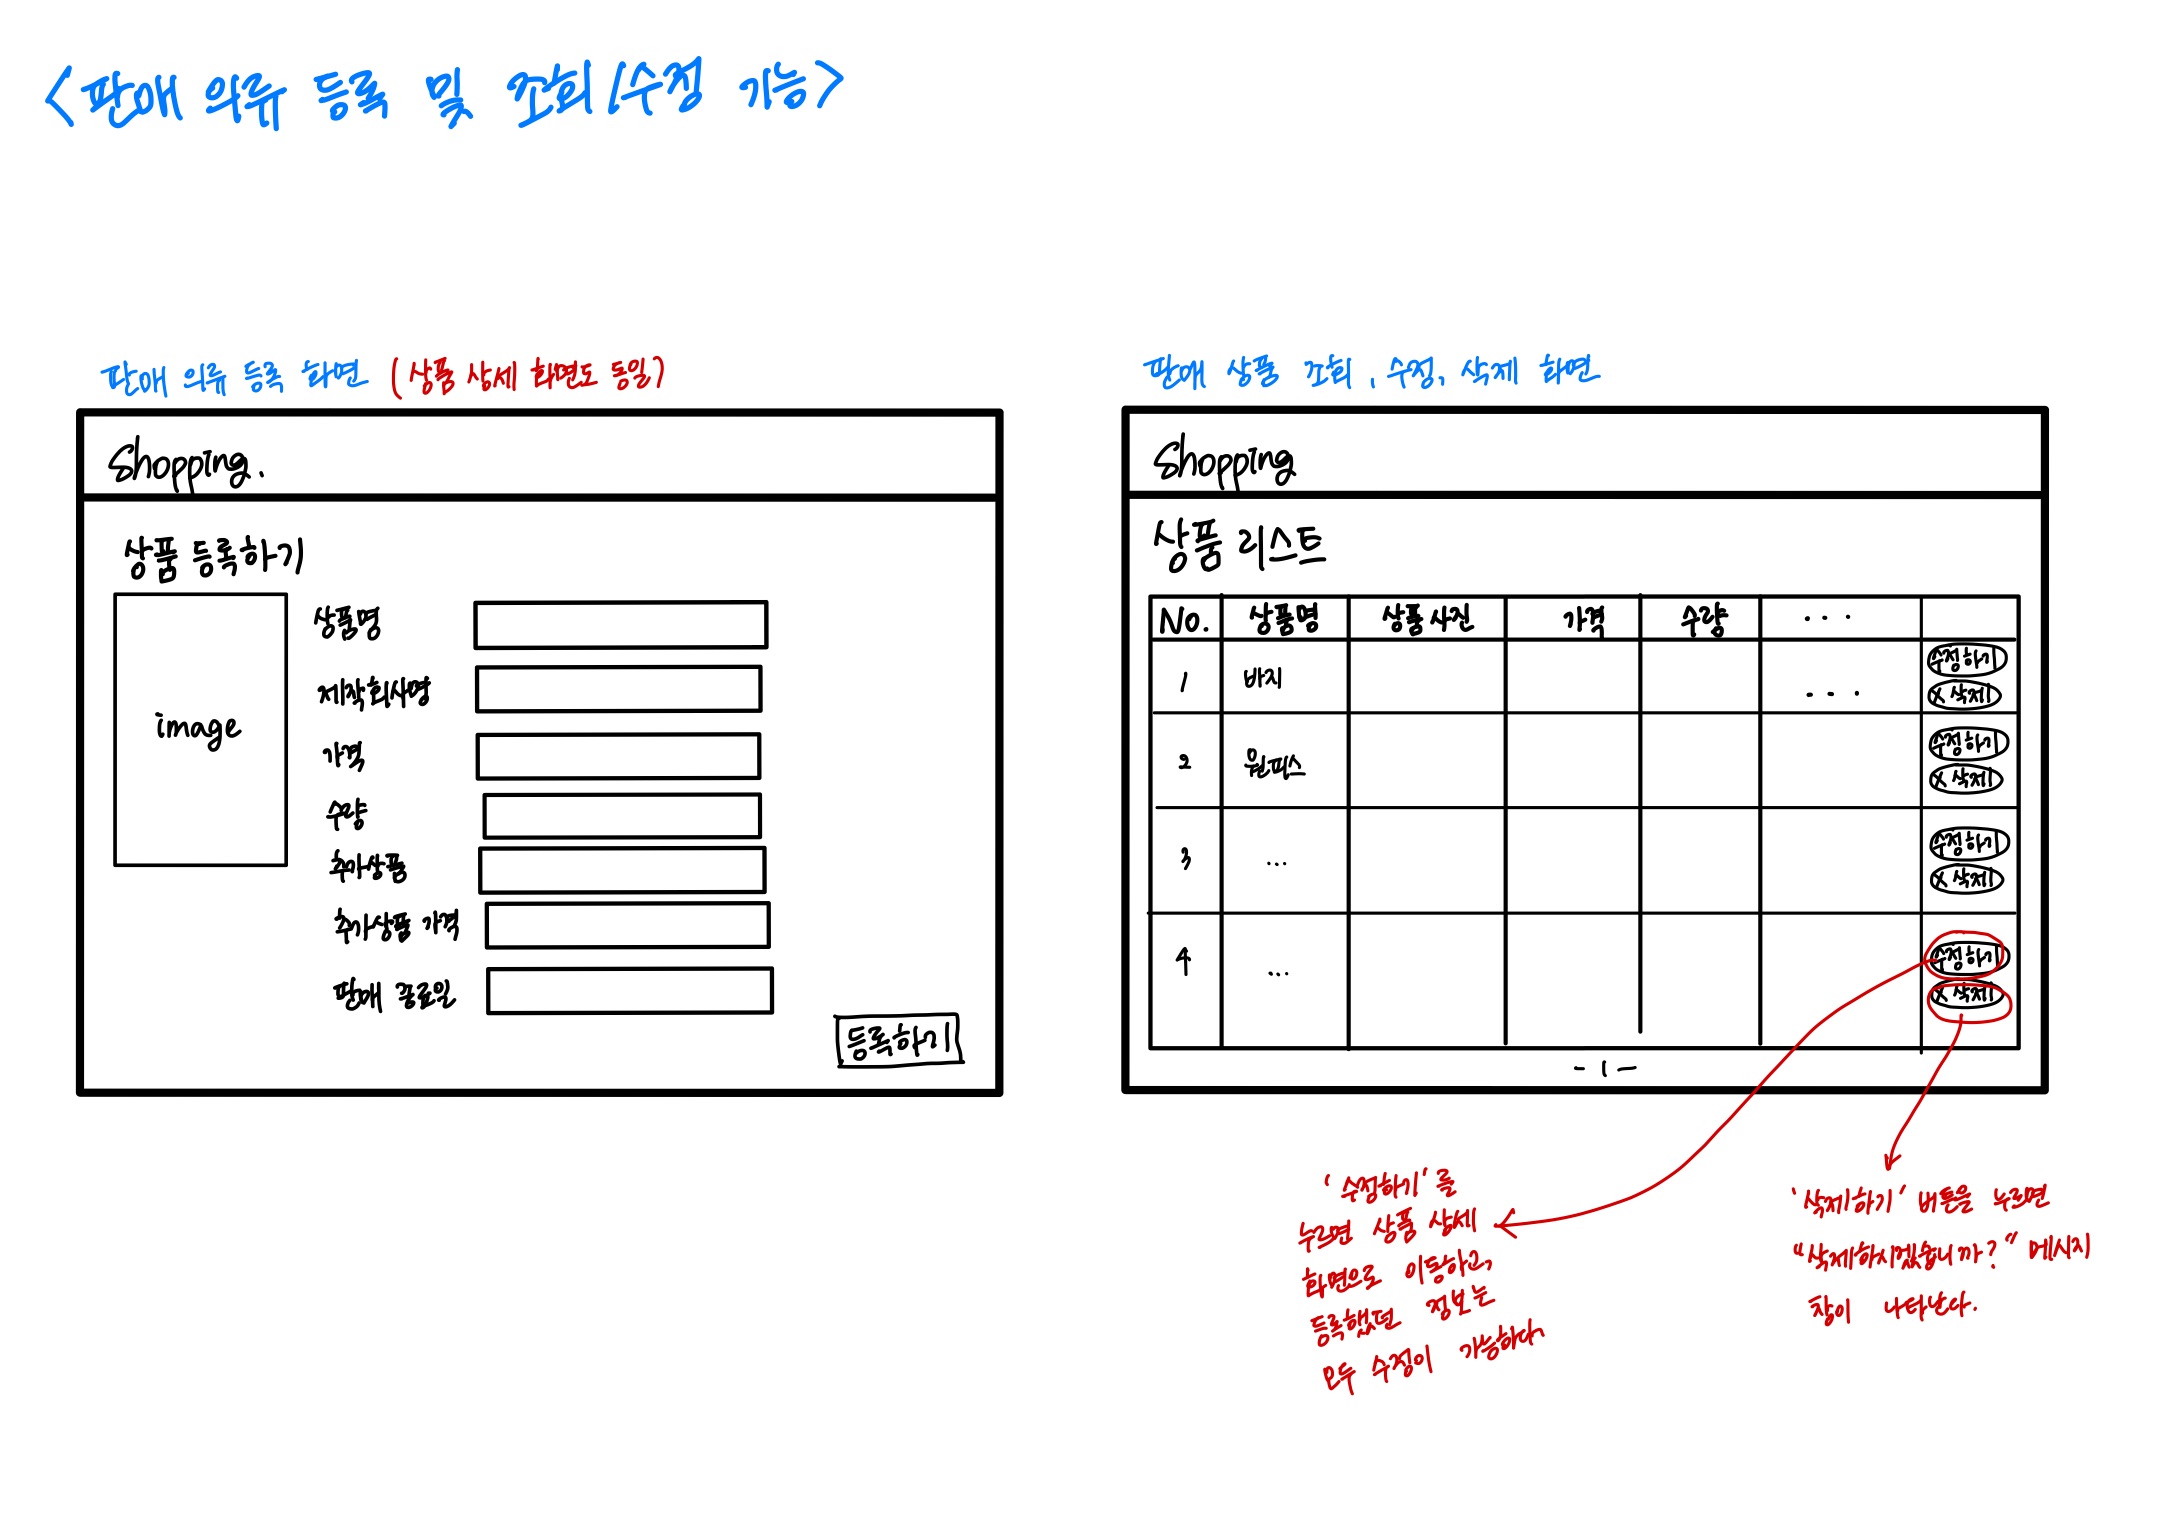 <판매 의류 등록 및 조회/수정 기능>
판매 의류 등록 화면 (상품 상세 화면도 동일)
Shopping.
상품 등록하기
image
상품명
제작회사명
가격
수량
추가상품
추가상품 가격
판매 종료일
등록하기
판매 상품 조회, 수정, 삭제 화면
Shopping
상품 리스트
No. 상품명 상품사진 가격 수량 ...
1 바지 ... 수정하기
X 삭제
2 원피스 수정하기
X 삭제
3 ... 수정하기
X 삭제
4 ... 수정하기
X 삭제
- 1 -
'수정하기'를
누르면 상품 상세
화면으로 이동하고,
등록했던 정보는
모두 수정이 가능하다
'삭제하기' 버튼을 누르면
"삭제하시겠습니까?" 메시지
창이 나타난다.